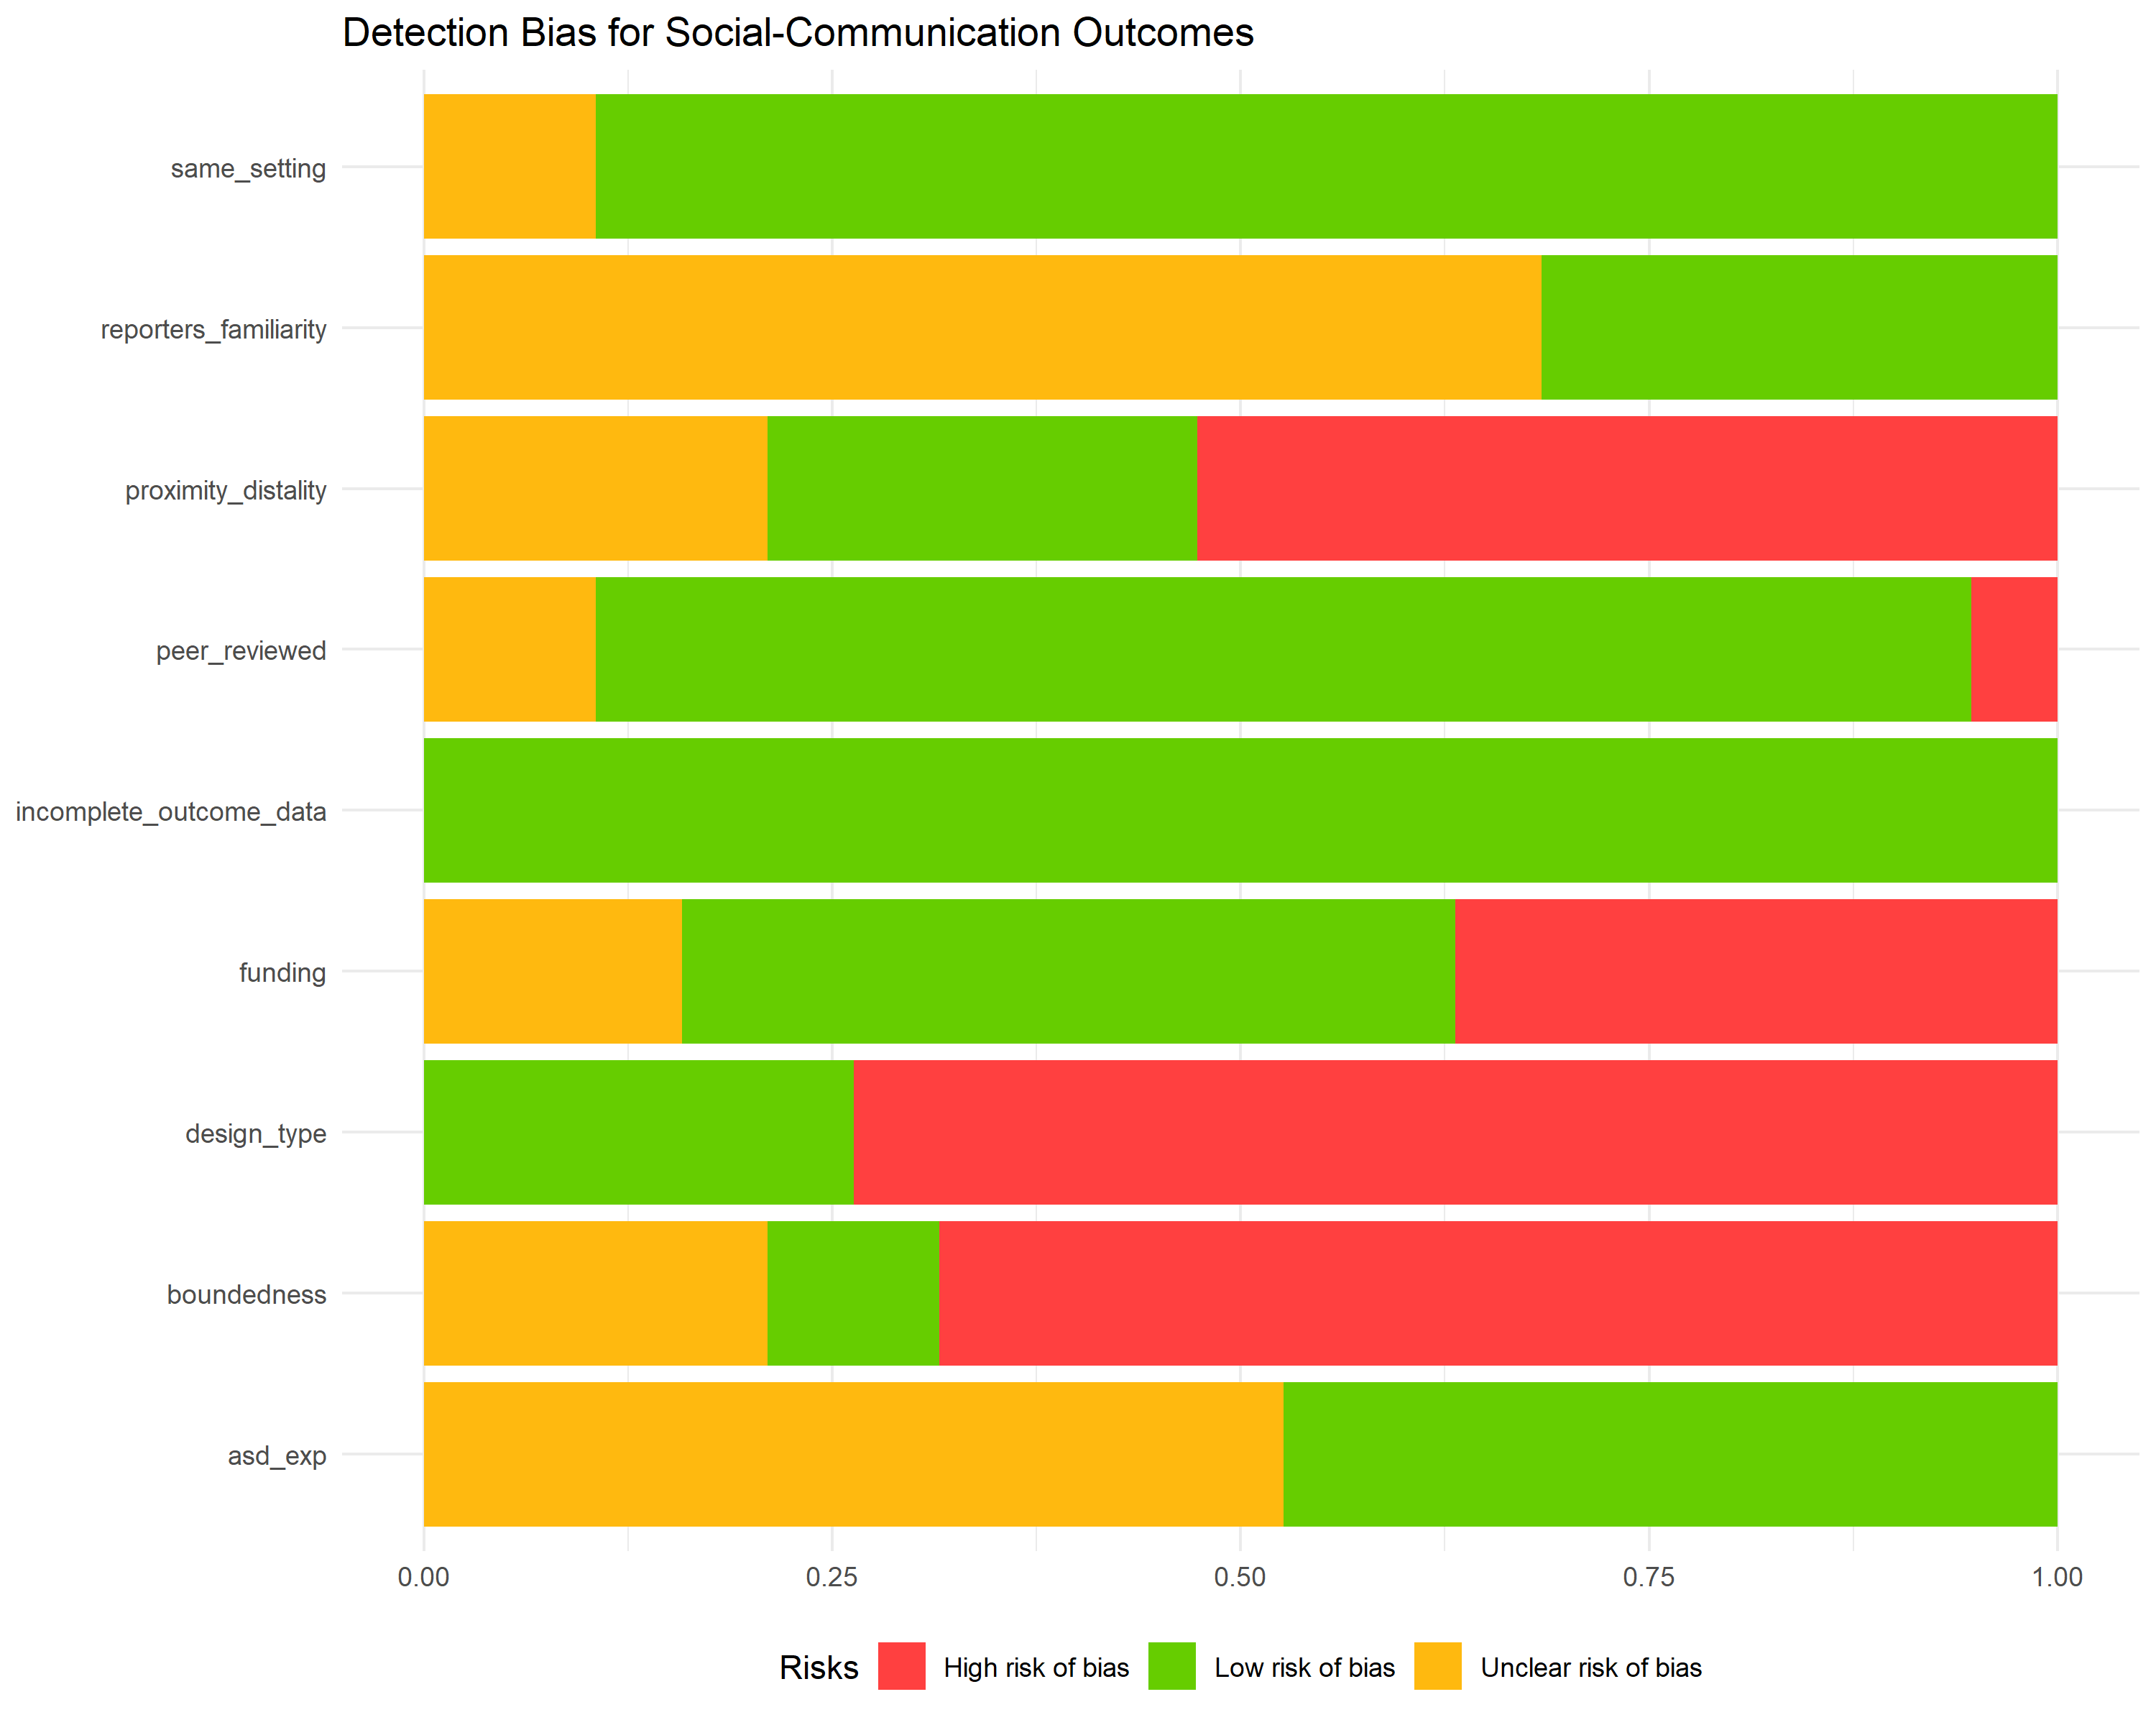 Detection Bias for Social-Communication Outcomes
same_setting
reporters_familiarity
proximity_distality
peer_reviewed
incomplete_outcome_data
funding
design_type
boundedness
asd_exp
0.00 0.25 0.50 0.75 1.00
Risks High risk of bias Low risk of bias Unclear risk of bias